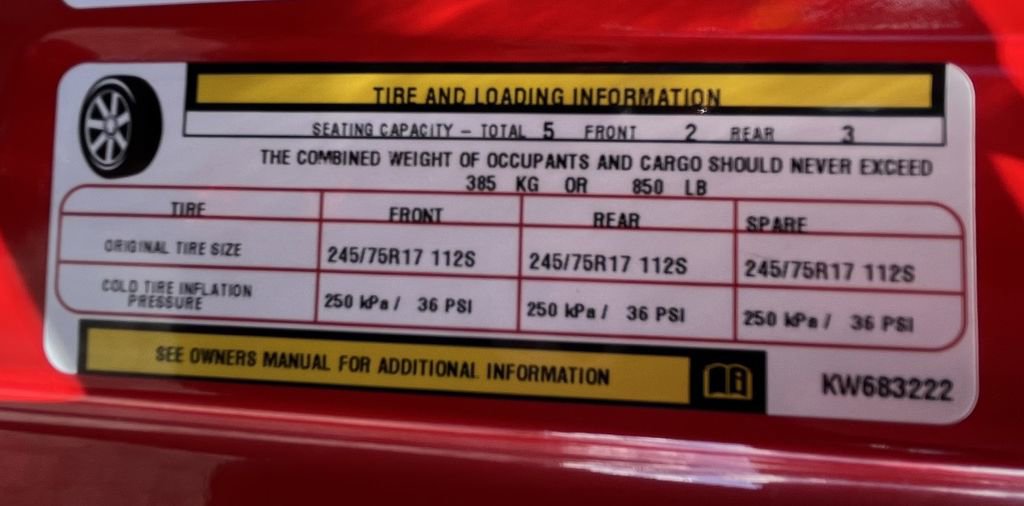 TIRE AND LOADING INFORMATION
SEATING CAPACITY – TOTAL 5 FRONT 2 REAR 3
THE COMBINED WEIGHT OF OCCUPANTS AND CARGO SHOULD NEVER EXCEED
385 KG OR 850 LB
TIRE FRONT REAR SPARE
ORIGINAL TIRE SIZE 245/75R17 112S 245/75R17 112S 245/75R17 112S
COLD TIRE INFLATION PRESSURE 250 kPa / 36 PSI 250 kPa / 36 PSI 250 kPa / 36 PSI
SEE OWNERS MANUAL FOR ADDITIONAL INFORMATION
KW683222